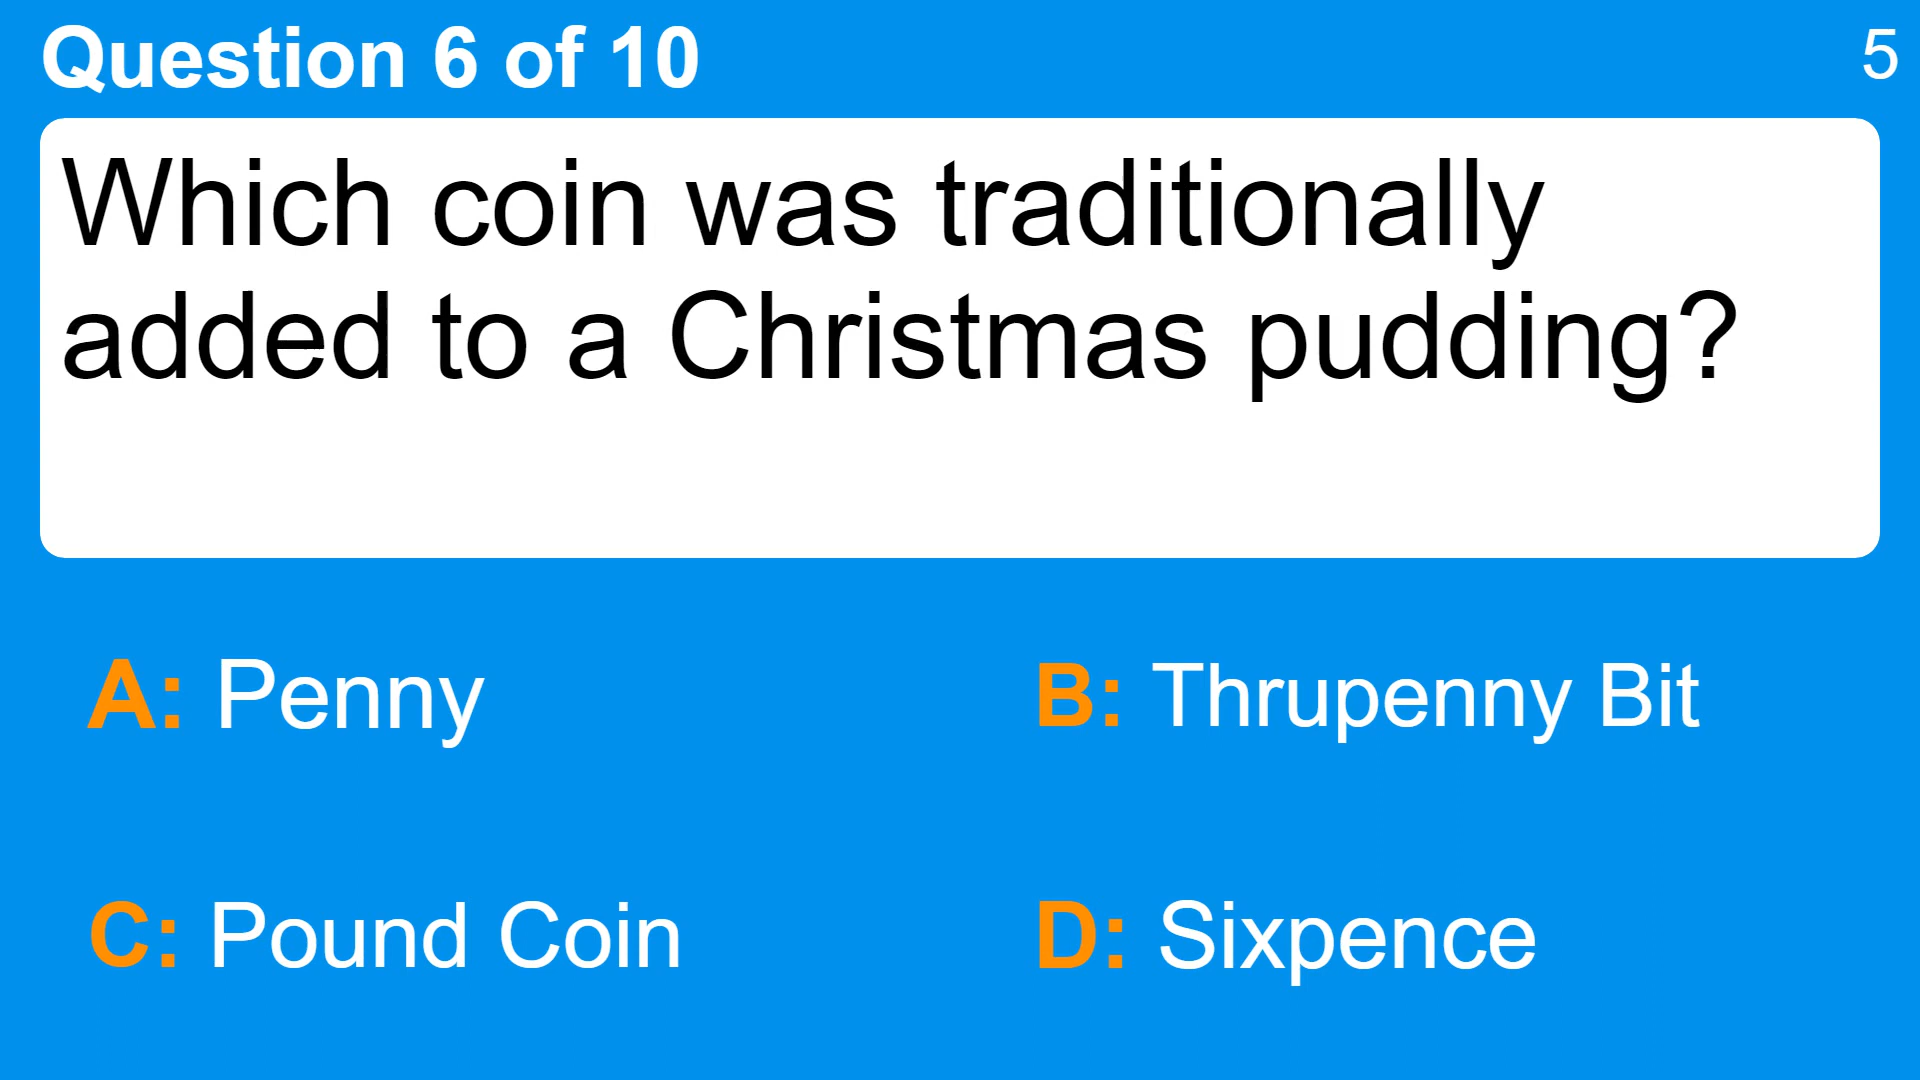 Question 6 of 10
5
Which coin was traditionally
added to a Christmas pudding?
A: Penny
B: Thrupenny Bit
C: Pound Coin
D: Sixpence